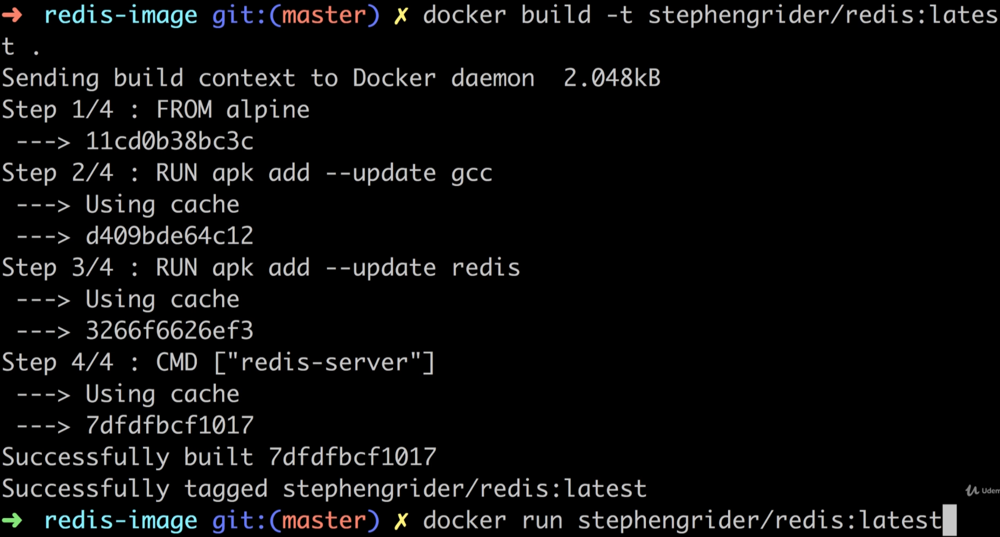 ➜ redis-image git:(master) ✗ docker build -t stephengrider/redis:lates
t .
Sending build context to Docker daemon  2.048kB
Step 1/4 : FROM alpine
 ---> 11cd0b38bc3c
Step 2/4 : RUN apk add --update gcc
 ---> Using cache
 ---> d409bde64c12
Step 3/4 : RUN apk add --update redis
 ---> Using cache
 ---> 3266f6626ef3
Step 4/4 : CMD ["redis-server"]
 ---> Using cache
 ---> 7dfdfbcf1017
Successfully built 7dfdfbcf1017
Successfully tagged stephengrider/redis:latest
Udem
➜ redis-image git:(master) ✗ docker run stephengrider/redis:latest